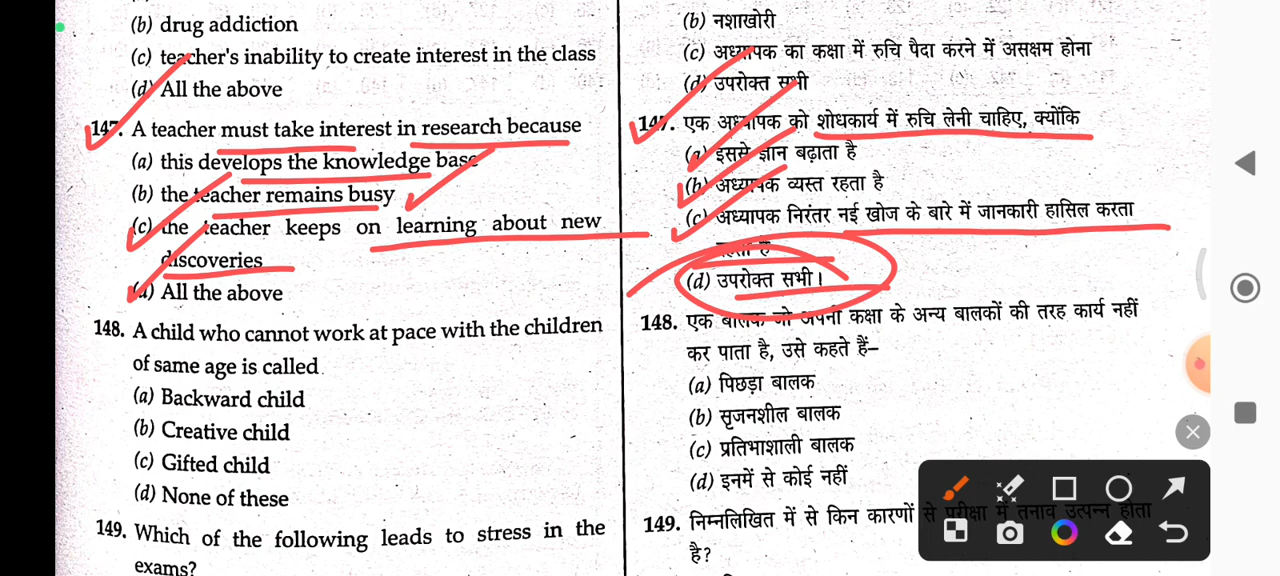 (b) drug addiction
(c) teacher's inability to create interest in the class
(d) All the above
147. A teacher must take interest in research because
(a) this develops the knowledge base
(b) the teacher remains busy
(c) the teacher keeps on learning about new
discoveries
(d) All the above
148. A child who cannot work at pace with the children
of same age is called
(a) Backward child
(b) Creative child
(c) Gifted child
(d) None of these
149. Which of the following leads to stress in the
exams?
(b) नशाखोरी
(c) अध्यापक का कक्षा में रुचि पैदा करने में असक्षम होना
(d) उपरोक्त सभी
147. एक अध्यापक को शोधकार्य में रुचि लेनी चाहिए, क्योंकि
(a) इससे ज्ञान बढ़ाता है
(b) अध्यापक व्यस्त रहता है
(c) अध्यापक निरंतर नई खोज के बारे में जानकारी हासिल करता
रहता है
(d) उपरोक्त सभी।
148. एक बालक जो अपनी कक्षा के अन्य बालकों की तरह कार्य नहीं
कर पाता है, उसे कहते हैं–
(a) पिछड़ा बालक
(b) सृजनशील बालक
(c) प्रतिभाशाली बालक
(d) इनमें से कोई नहीं
149. निम्नलिखित में से किन कारणों से परीक्षा में तनाव उत्पन्न होता
है?